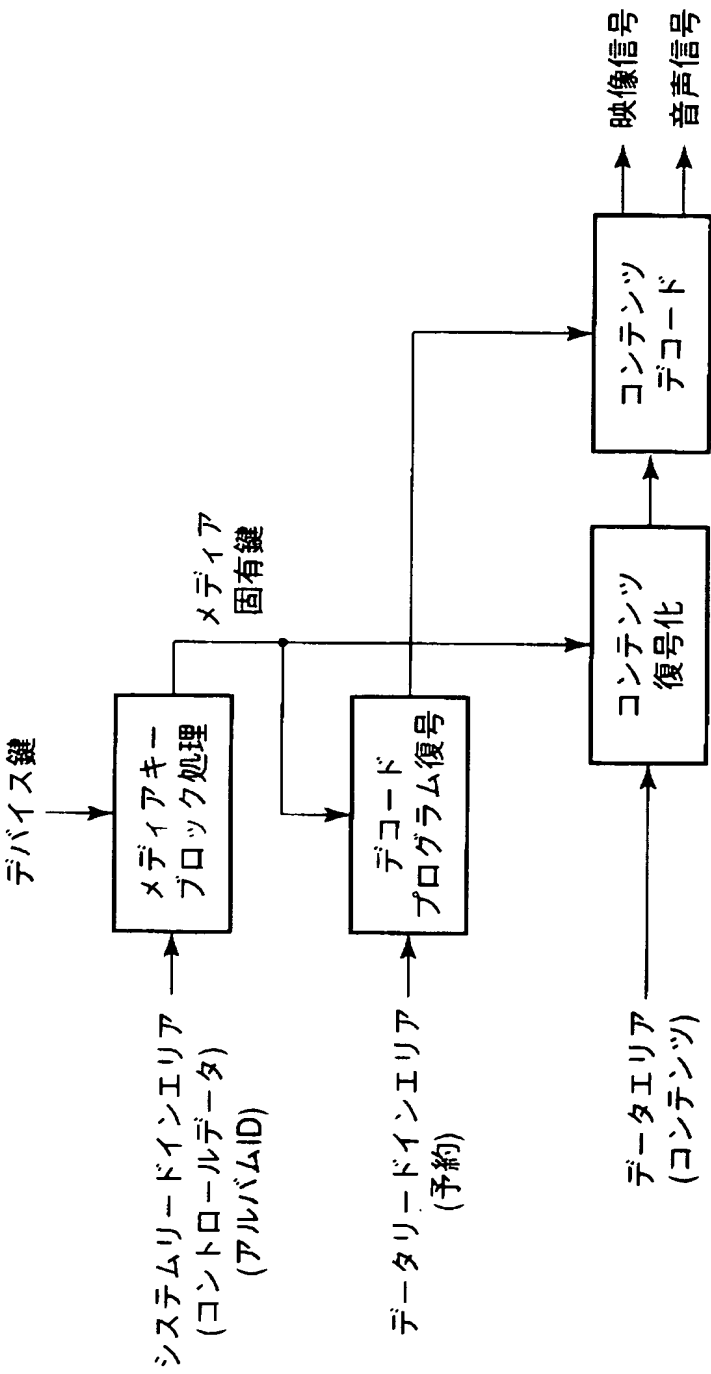 デバイス鍵
システムリードインエリア
(コントロールデータ)
(アルバムID)
メディアキー
ブロック処理
メディア
固有鍵
データリードインエリア
(予約)
デコード
プログラム復号
データエリア
(コンテンツ)
コンテンツ
復号化
コンテンツ
デコード
映像信号
音声信号